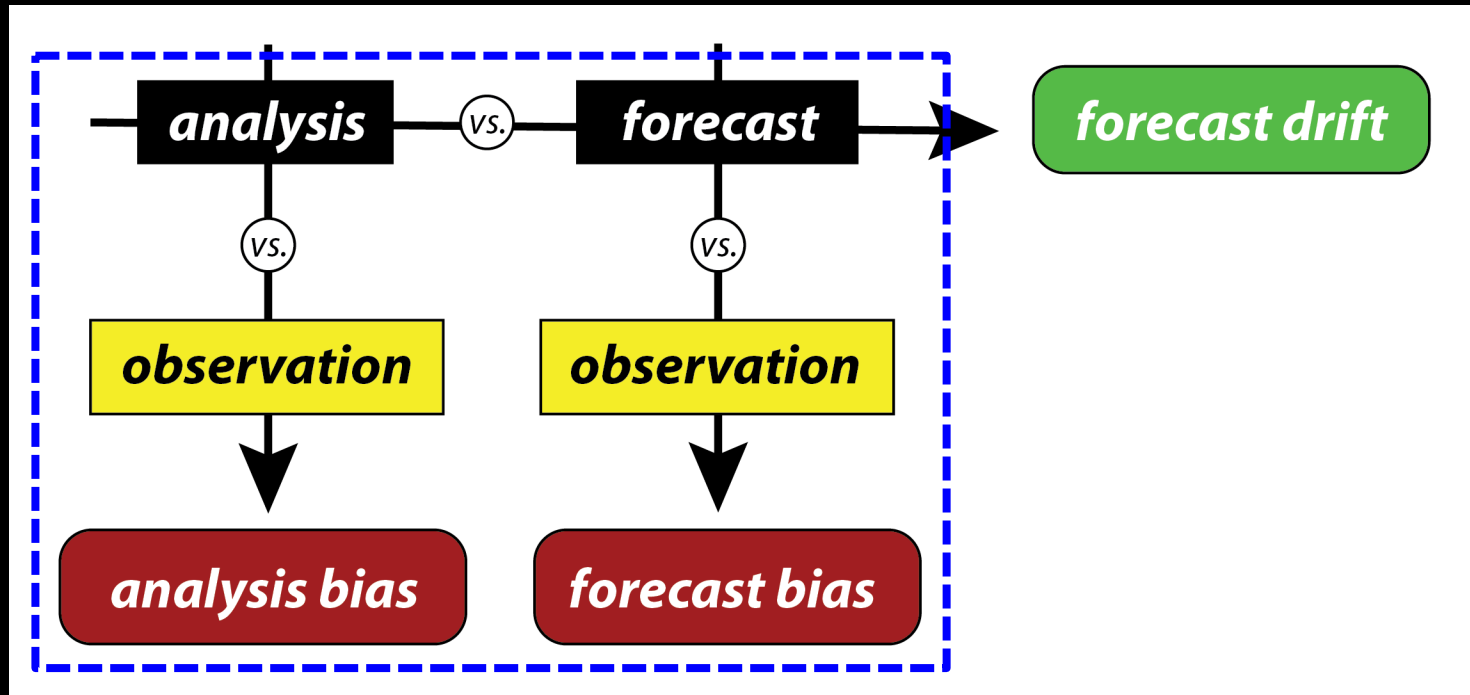 analysis vs. forecast forecast drift
vs. vs.
observation observation
analysis bias forecast bias